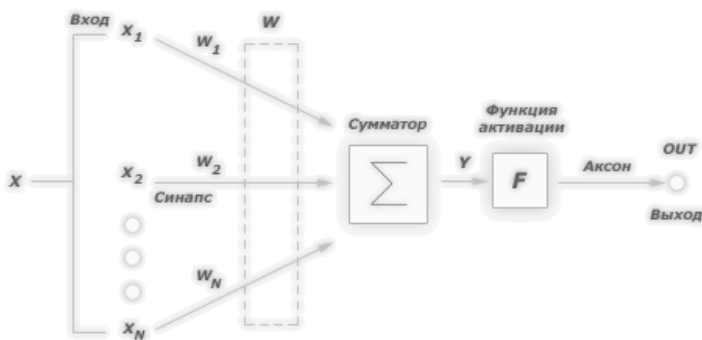 Вход
X1
W1
W
Функция
активации
Сумматор
X2
W2
Y
F
Аксон
OUT
X
Синапс
Σ
Выход
WN
XN